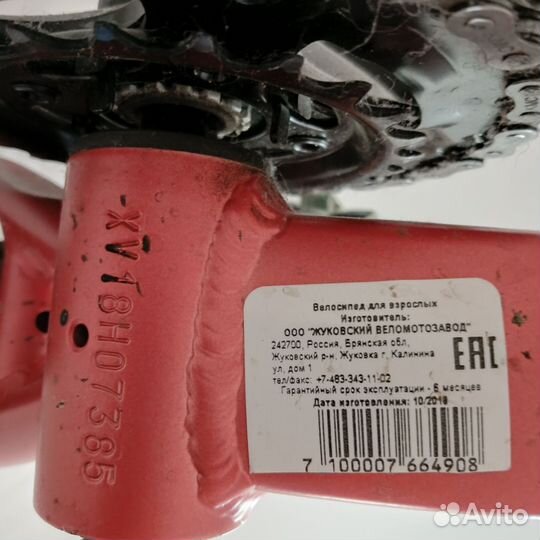 XV18H07385
Велосипед для взрослых
Изготовитель:
ООО "ЖУКОВСКИЙ ВЕЛОМОТОЗАВОД"
242700, Россия, Брянская обл,
Жуковский р-н, Жуковка г, Калинина
ул, дом 1
тел/факс: +7-483-343-11-02
Гарантийный срок эксплуатации - 6 месяцев
Дата изготовления: 10/2018
EAC
7 100007 664908
Avito